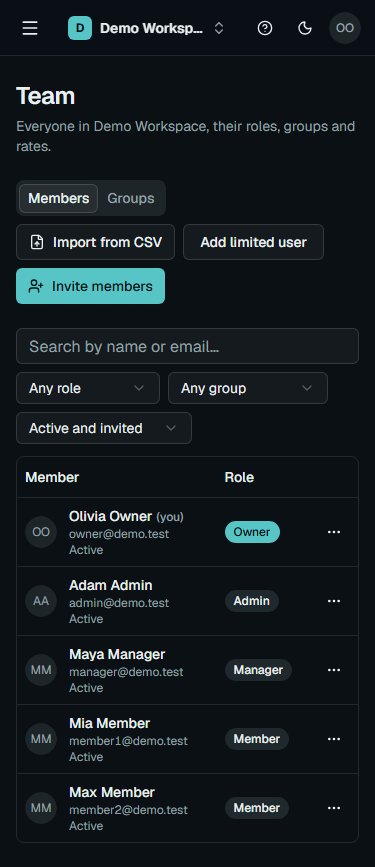 D Demo Worksp... OO
Team
Everyone in Demo Workspace, their roles, groups and
rates.
Members Groups
Import from CSV Add limited user
Invite members
Search by name or email...
Any role Any group
Active and invited
Member Role
OO Olivia Owner (you) Owner
owner@demo.test
Active
AA Adam Admin Admin
admin@demo.test
Active
MM Maya Manager Manager
manager@demo.test
Active
MM Mia Member Member
member1@demo.test
Active
MM Max Member Member
member2@demo.test
Active